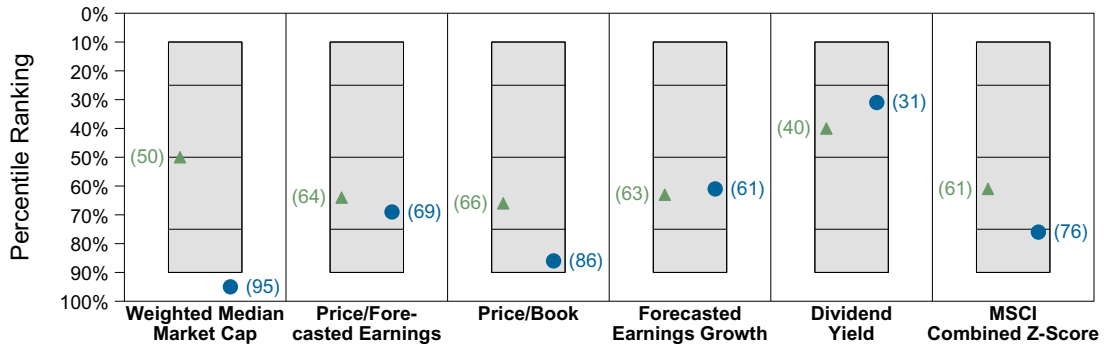 Percentile Ranking
0%
10%
20%
30%
40%
50%
60%
70%
80%
90%
100%
(50)
(95)
(64)
(69)
(66)
(86)
(63)
(61)
(40)
(31)
(61)
(76)
Weighted Median
Market Cap
Price/Fore-
casted Earnings
Price/Book
Forecasted
Earnings Growth
Dividend
Yield
MSCI
Combined Z-Score